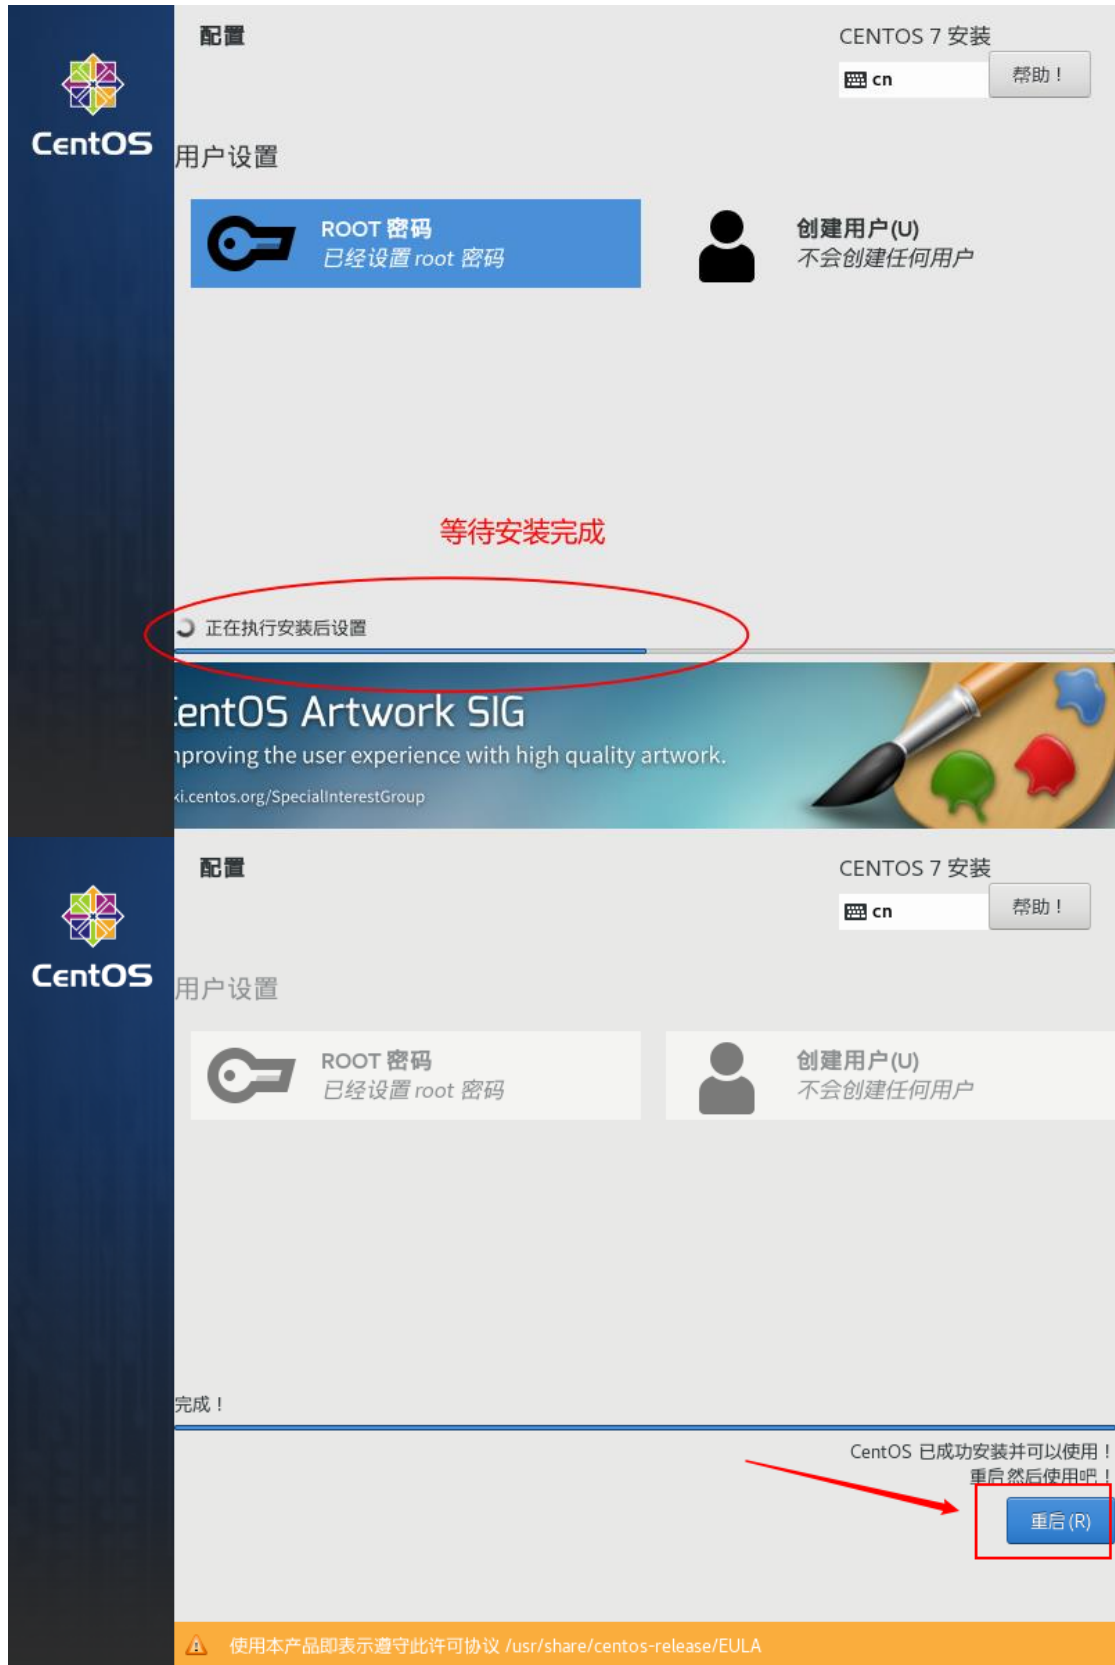 配置
CENTOS 7 安装
cn
帮助！
CentOS
用户设置
ROOT 密码
已经设置 root 密码
创建用户(U)
不会创建任何用户
等待安装完成
正在执行安装后设置
entOS Artwork SIG
nproving the user experience with high quality artwork.
ki.centos.org/SpecialInterestGroup
配置
CENTOS 7 安装
cn
帮助！
CentOS
用户设置
ROOT 密码
已经设置 root 密码
创建用户(U)
不会创建任何用户
完成！
CentOS 已成功安装并可以使用！
重启然后使用吧！
重启(R)
使用本产品即表示遵守此许可协议 /usr/share/centos-release/EULA